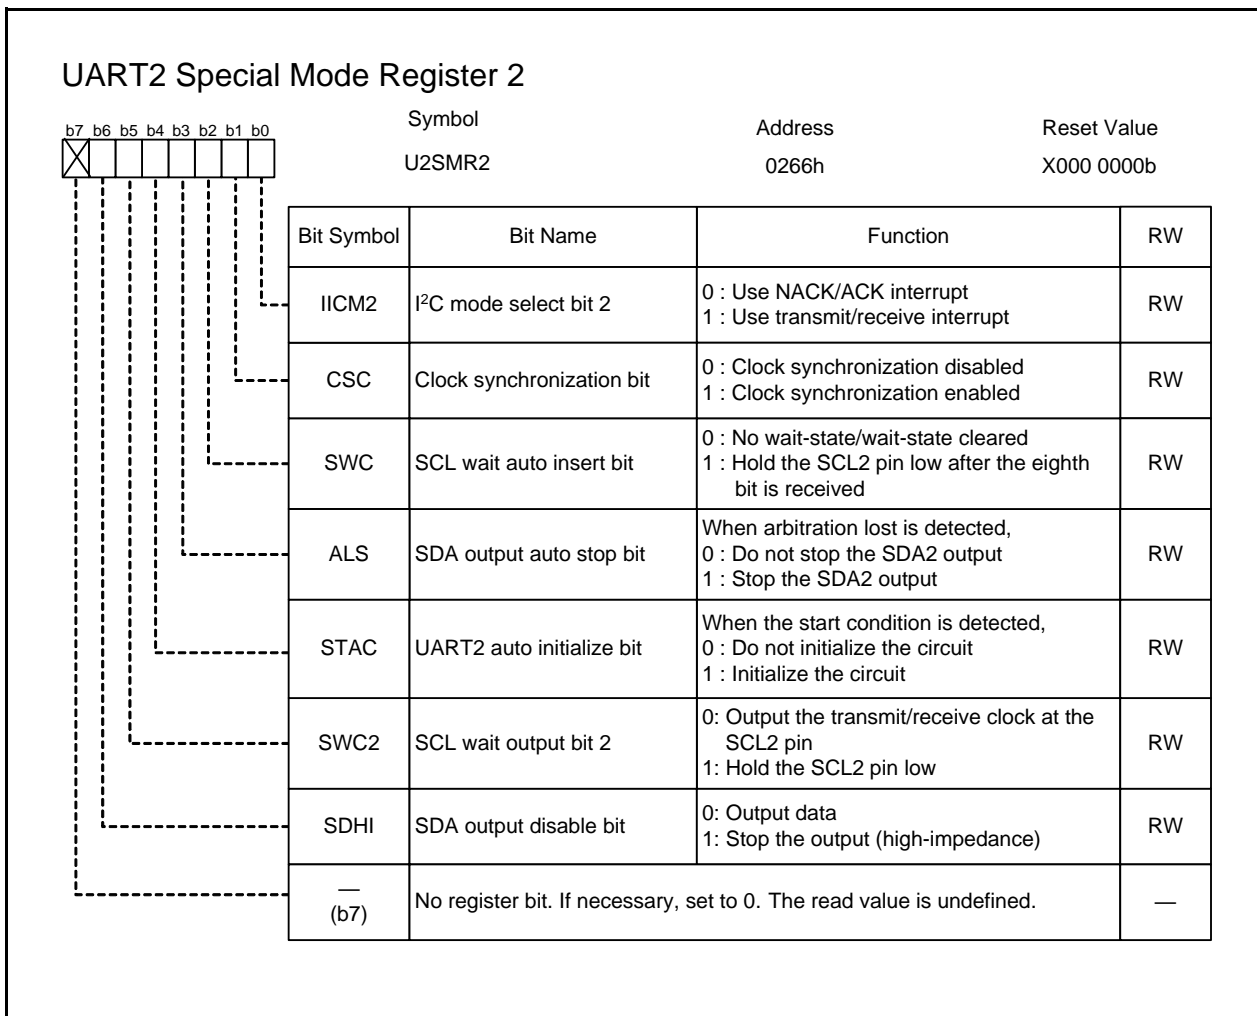 UART2 Special Mode Register 2
b7 b6 b5 b4 b3 b2 b1 b0
Symbol Address Reset Value
U2SMR2 0266h X000 0000b
Bit Symbol Bit Name Function RW
IICM2 I²C mode select bit 2 0 : Use NACK/ACK interrupt RW
1 : Use transmit/receive interrupt
CSC Clock synchronization bit 0 : Clock synchronization disabled RW
1 : Clock synchronization enabled
SWC SCL wait auto insert bit 0 : No wait-state/wait-state cleared RW
1 : Hold the SCL2 pin low after the eighth
bit is received
ALS SDA output auto stop bit When arbitration lost is detected, RW
0 : Do not stop the SDA2 output
1 : Stop the SDA2 output
STAC UART2 auto initialize bit When the start condition is detected, RW
0 : Do not initialize the circuit
1 : Initialize the circuit
SWC2 SCL wait output bit 2 0: Output the transmit/receive clock at the RW
SCL2 pin
1: Hold the SCL2 pin low
SDHI SDA output disable bit 0: Output data RW
1: Stop the output (high-impedance)
— No register bit. If necessary, set to 0. The read value is undefined. —
(b7)